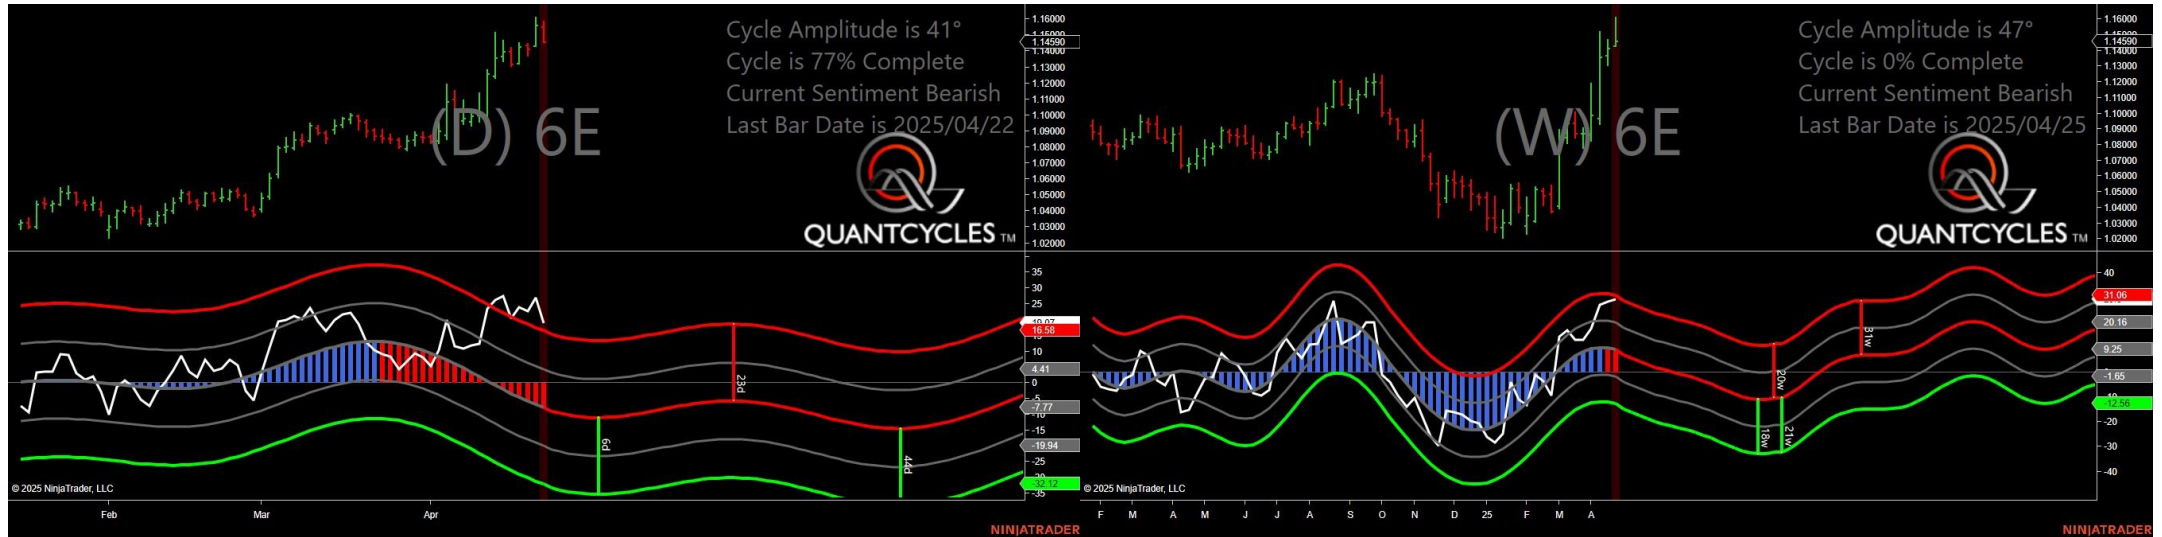 Cycle Amplitude is 41°
Cycle is 77% Complete
Current Sentiment Bearish
Last Bar Date is 2025/04/22
(D) 6E
QUANTCYCLES TM
1.16000
1.14590
1.14000
1.13000
1.12000
1.11000
1.10000
1.09000
1.08000
1.07000
1.06000
1.05000
1.04000
1.03000
1.02000
35
30
25
16.58
10
4.41
0
-5
-7.77
-10
-15
-19.94
-25
-32.12
-35
23d
6d
44d
© 2025 NinjaTrader, LLC
Feb Mar Apr
NINJATRADER
Cycle Amplitude is 47°
Cycle is 0% Complete
Current Sentiment Bearish
Last Bar Date is 2025/04/25
(W) 6E
QUANTCYCLES TM
1.16000
1.14590
1.14000
1.13000
1.12000
1.11000
1.10000
1.09000
1.08000
1.07000
1.06000
1.05000
1.04000
1.03000
1.02000
40
31.06
20.16
9.25
-1.65
-12.56
-20
-30
-40
31w
20w
18w
21w
© 2025 NinjaTrader, LLC
F M A M J J A S O N D 25 F M A
NINJATRADER